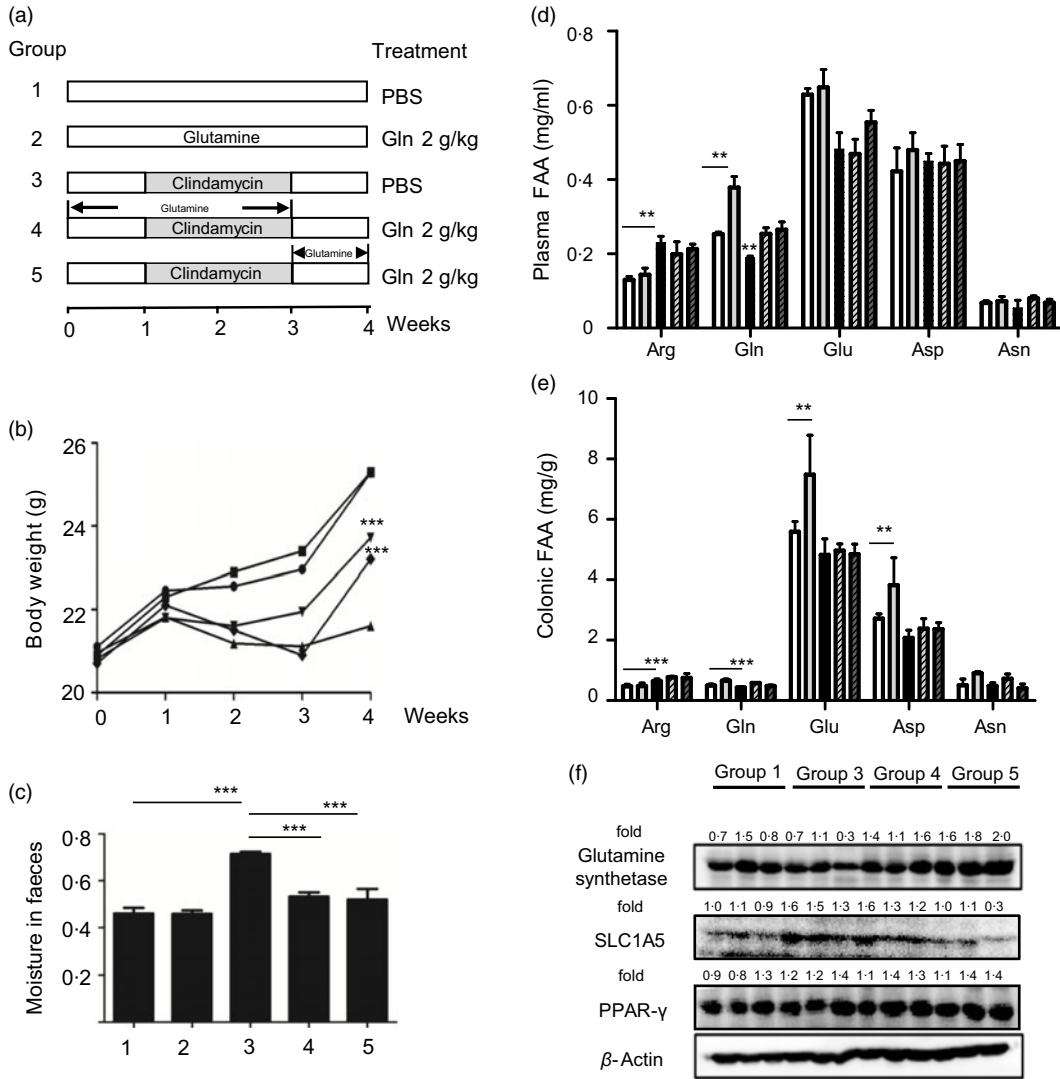 (a)
Group
Treatment
1
PBS
2
Glutamine
Gln 2 g/kg
3
Clindamycin
PBS
Glutamine
4
Clindamycin
Gln 2 g/kg
Glutamine
5
Clindamycin
Gln 2 g/kg
0 1 2 3 4 Weeks
(b)
Body weight (g)
26
24
22
20
***
***
0 1 2 3 4 Weeks
(c)
Moisture in faeces
0·8
0·6
0·4
0·2
***
***
***
1 2 3 4 5
(d)
Plasma FAA (mg/ml)
0·8
0·6
0·4
0·2
0
**
**
**
Arg Gln Glu Asp Asn
(e)
Colonic FAA (mg/g)
10
8
6
4
2
0
***
***
**
**
Arg Gln Glu Asp Asn
(f)
Group 1 Group 3 Group 4 Group 5
fold 0·7 1·5 0·8 0·7 1·1 0·3 1·4 1·1 1·6 1·6 1·8 2·0
Glutamine
synthetase
fold 1·0 1·1 0·9 1·6 1·5 1·3 1·6 1·3 1·2 1·0 1·1 0·3
SLC1A5
fold 0·9 0·8 1·3 1·2 1·2 1·4 1·1 1·4 1·3 1·1 1·4 1·4
PPAR-γ
β-Actin